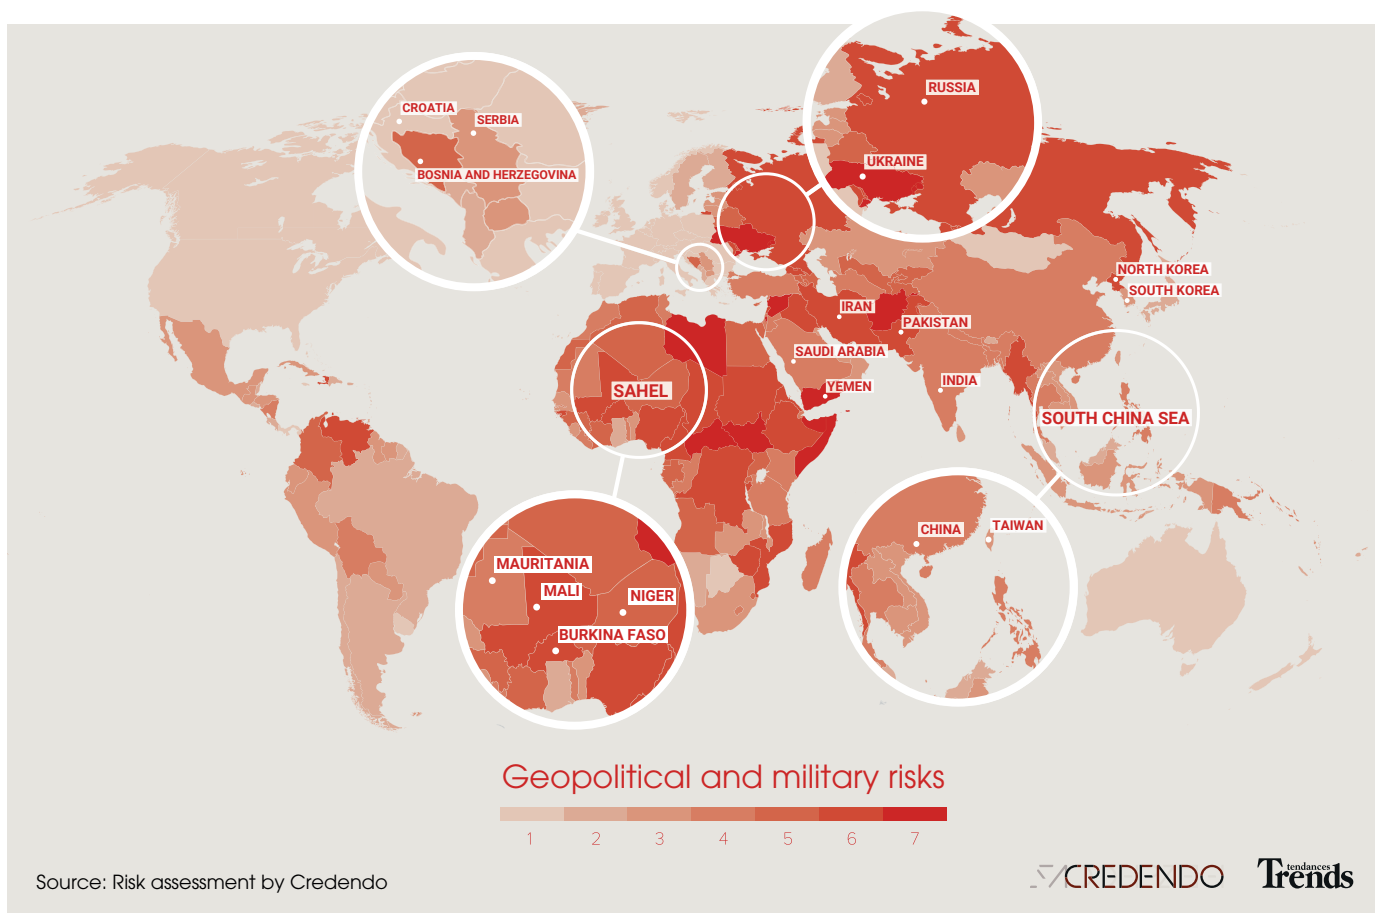 RUSSIA
CROATIA
SERBIA
UKRAINE
BOSNIA AND HERZEGOVINA
NORTH KOREA
SOUTH KOREA
IRAN
PAKISTAN
SAUDI ARABIA
INDIA
YEMEN
SAHEL
SOUTH CHINA SEA
CHINA
TAIWAN
MAURITANIA
MALI
NIGER
BURKINA FASO
Geopolitical and military risks
1 2 3 4 5 6 7
Source: Risk assessment by Credendo
CREDENDO
tendances
Trends